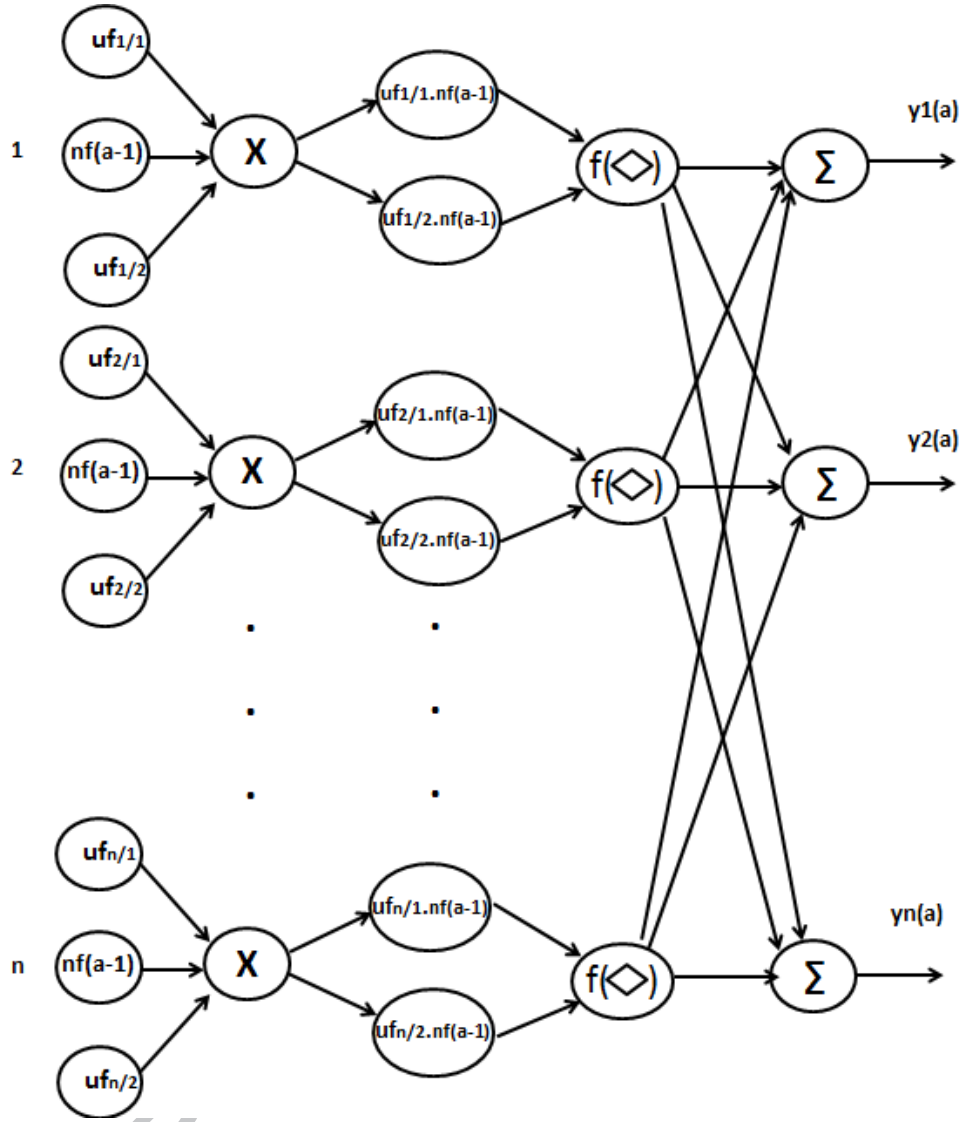 uf1/1
1 nf(a-1) X uf1/1.nf(a-1) f(◇) Σ y1(a)
uf1/2.nf(a-1)
uf1/2
uf2/1
2 nf(a-1) X uf2/1.nf(a-1) f(◇) Σ y2(a)
uf2/2.nf(a-1)
uf2/2
ufn/1
n nf(a-1) X ufn/1.nf(a-1) f(◇) Σ yn(a)
ufn/2.nf(a-1)
ufn/2